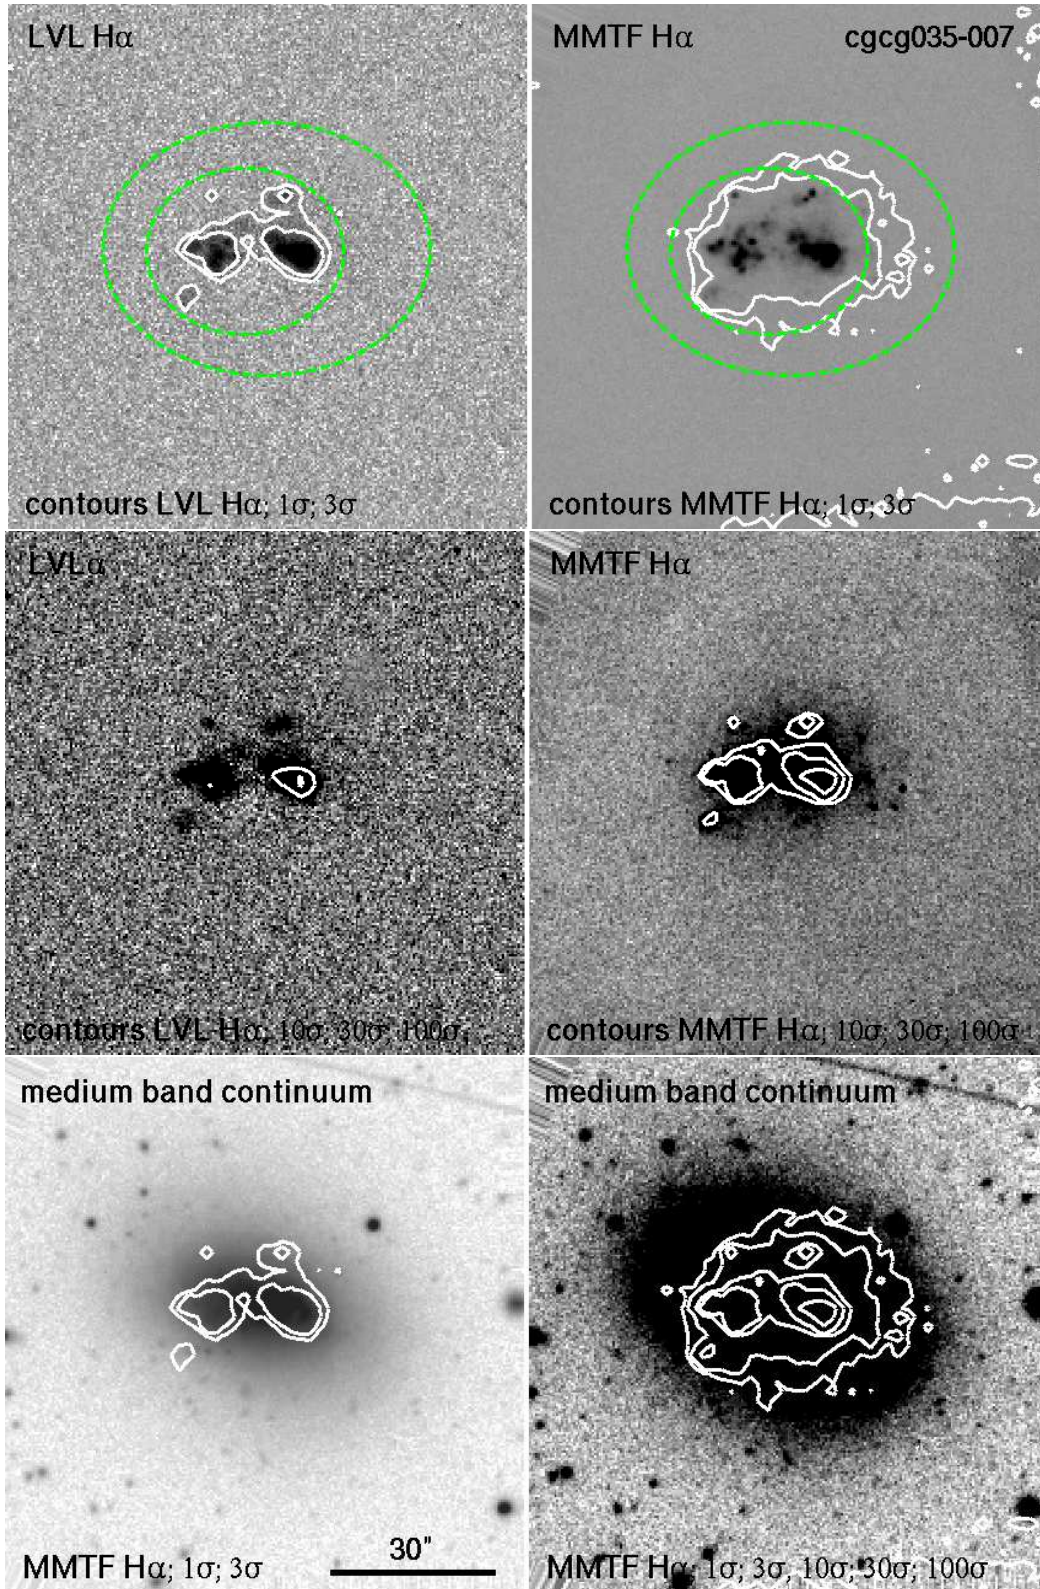 LVL Hα
MMTF Hα cgcg035-007
contours LVL Hα; 1σ; 3σ
contours MMTF Hα; 1σ; 3σ
LVLα
MMTF Hα
contours LVL Hα; 10σ; 30σ; 100σ
contours MMTF Hα; 10σ; 30σ; 100σ
medium band continuum
medium band continuum
30"
MMTF Hα; 1σ; 3σ
MMTF Hα; 1σ; 3σ, 10σ; 30σ; 100σ